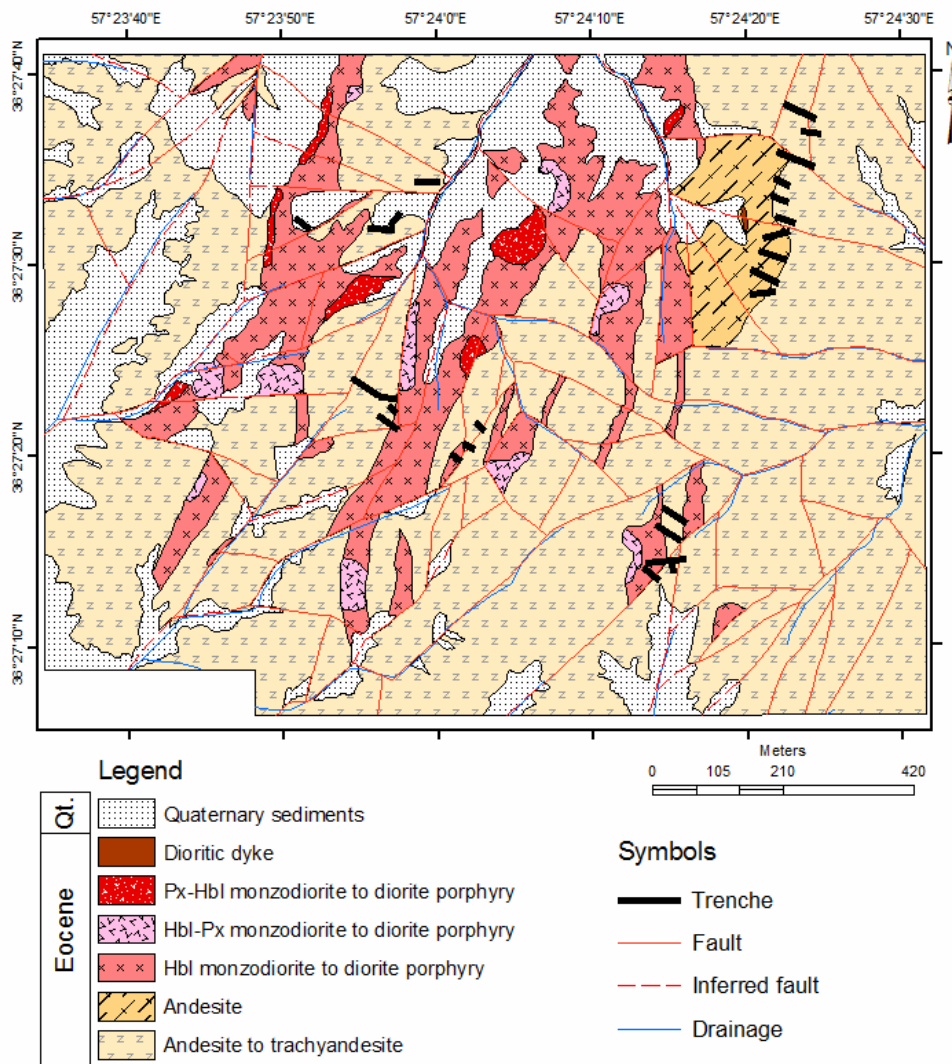 57°23'40"E 57°23'50"E 57°24'0"E 57°24'10"E 57°24'20"E 57°24'30"E
N
36°27'40"N
36°27'30"N
36°27'20"N
36°27'10"N
Meters
0 105 210 420
Legend
Qt.
Quaternary sediments
Eocene
Dioritic dyke
Px-Hbl monzodiorite to diorite porphyry
Hbl-Px monzodiorite to diorite porphyry
Hbl monzodiorite to diorite porphyry
Andesite
Andesite to trachyandesite
Symbols
Trenche
Fault
Inferred fault
Drainage